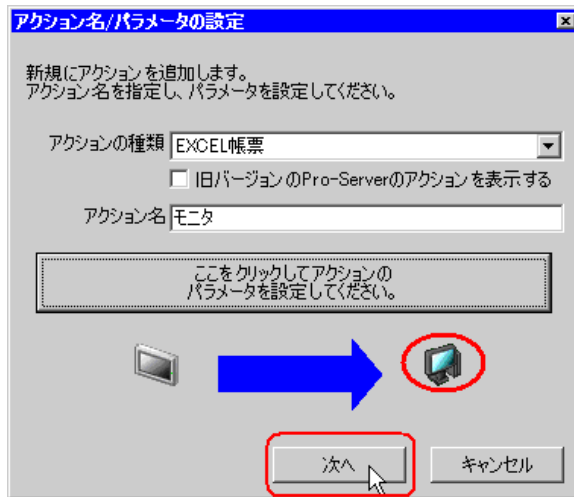 アクション名/パラメータの設定
新規にアクションを追加します。
アクション名を指定し、パラメータを設定してください。
アクションの種類 EXCEL帳票
旧バージョンのPro-Serverのアクションを表示する
アクション名 モニタ
ここをクリックしてアクションの
パラメータを設定してください。
次へ キャンセル